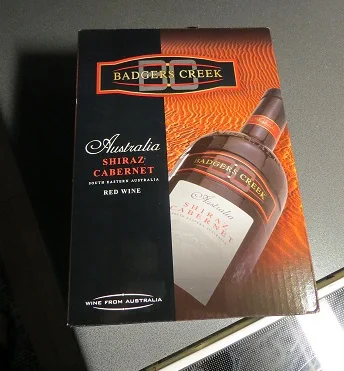 BADGERS CREEK
BC
Australia
SHIRAZ
CABERNET
SOUTH EASTERN AUSTRALIA
RED WINE
BADGERS CREEK
Australia
SHIRAZ
CABERNET
WINE FROM AUSTRALIA